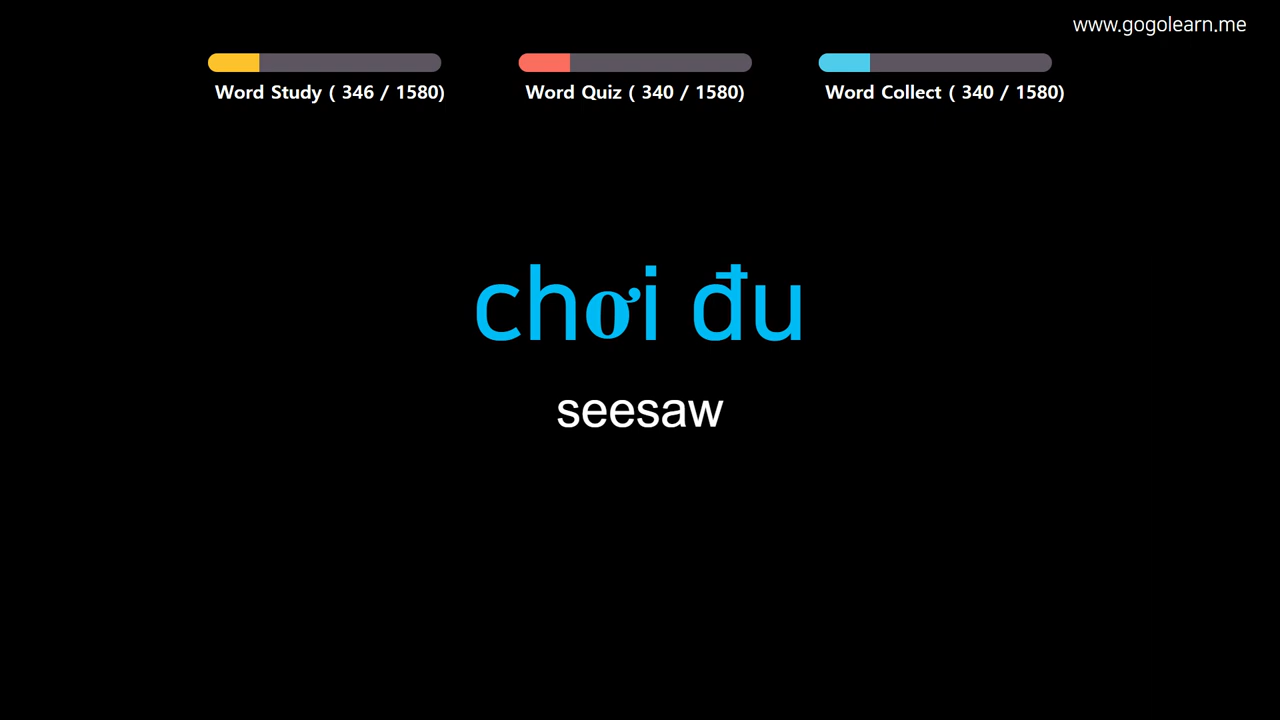 www.gogolearn.me
Word Study ( 346 / 1580)
Word Quiz ( 340 / 1580)
Word Collect ( 340 / 1580)
chơi đu
seesaw